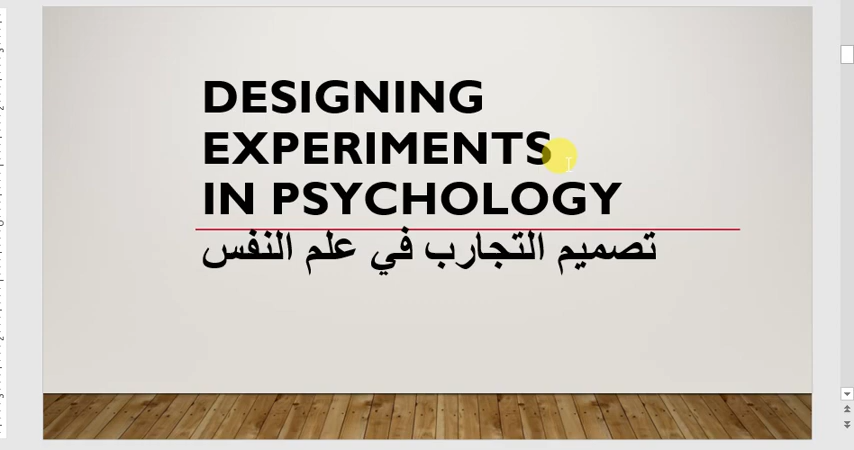 DESIGNING
EXPERIMENTS
IN PSYCHOLOGY
تصميم التجارب في علم النفس